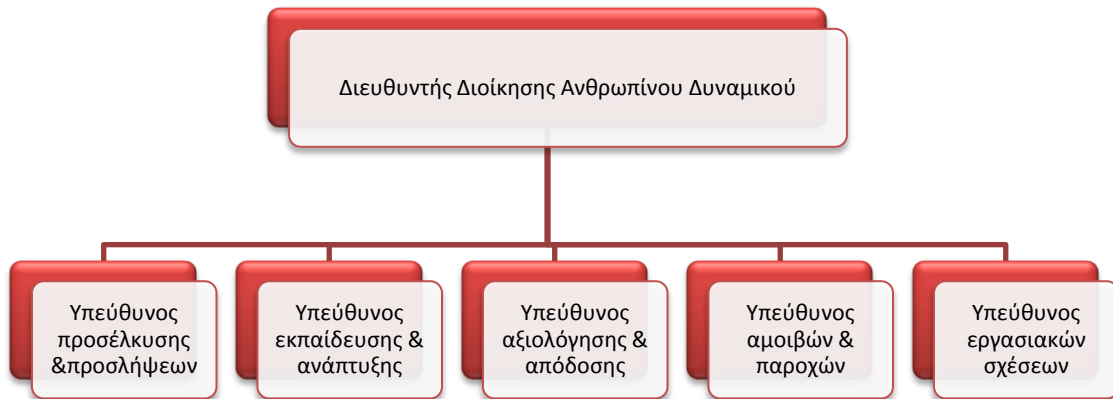 Διευθυντής Διοίκησης Ανθρωπίνου Δυναμικού
Υπεύθυνος
προσέλκυσης
&προσλήψεων
Υπεύθυνος
εκπαίδευσης &
ανάπτυξης
Υπεύθυνος
αξιολόγησης &
απόδοσης
Υπεύθυνος
αμοιβών &
παροχών
Υπεύθυνος
εργασιακών
σχέσεων